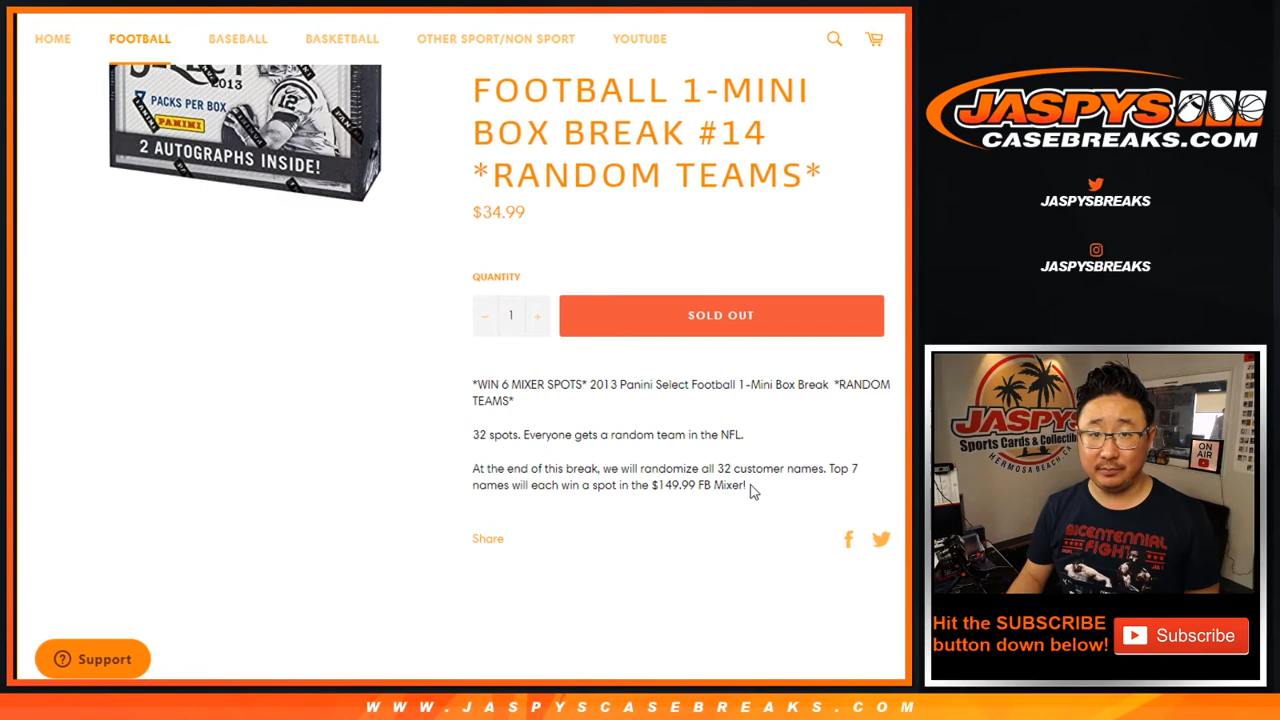 HOME FOOTBALL BASEBALL BASKETBALL OTHER SPORT/NON SPORT YOUTUBE
2013
7 PACKS PER BOX
PANINI
12
2 AUTOGRAPHS INSIDE!
FOOTBALL 1-MINI
BOX BREAK #14
*RANDOM TEAMS*
$34.99
QUANTITY
− 1 +
SOLD OUT
*WIN 6 MIXER SPOTS* 2013 Panini Select Football 1-Mini Box Break *RANDOM
TEAMS*
32 spots. Everyone gets a random team in the NFL.
At the end of this break, we will randomize all 32 customer names. Top 7
names will each win a spot in the $149.99 FB Mixer!
Share
Support
JASPYS
CASEBREAKS.COM
JASPYSBREAKS
JASPYSBREAKS
JASPYS
Sports Cards & Collectib
HERMOSA BEACH, CA
ON
AIR
BICENTENNIAL
FIGHT
Hit the SUBSCRIBE
button down below!
Subscribe
WWW.JASPYSCASEBREAKS.COM